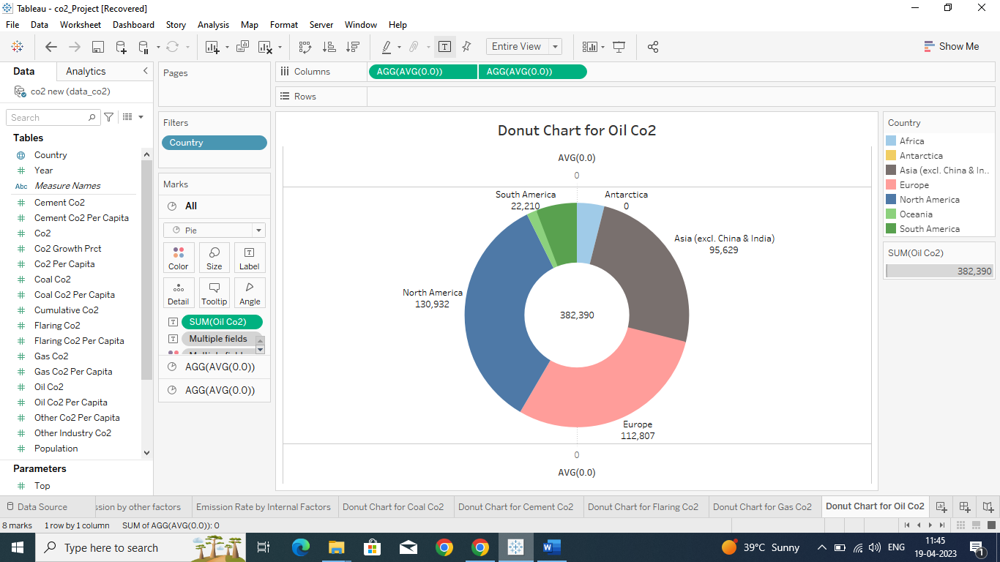 Tableau - co2_Project [Recovered]
File Data Worksheet Dashboard Story Analysis Map Format Server Window Help
Entire View
Show Me
Data Analytics
co2 new (data_co2)
Search
Tables
Country
Year
Abc Measure Names
Cement Co2
Cement Co2 Per Capita
Co2
Co2 Growth Prct
Co2 Per Capita
Coal Co2
Coal Co2 Per Capita
Cumulative Co2
Flaring Co2
Flaring Co2 Per Capita
Gas Co2
Gas Co2 Per Capita
Oil Co2
Oil Co2 Per Capita
Other Co2 Per Capita
Other Industry Co2
Population
Parameters
Top
Pages
Filters
Country
Marks
All
Pie
Color Size Label
Detail Tooltip Angle
SUM(Oil Co2)
Multiple fields
AGG(AVG(0.0))
AGG(AVG(0.0))
Columns AGG(AVG(0.0)) AGG(AVG(0.0))
Rows
Donut Chart for Oil Co2
AVG(0.0)
0
South America
22,210
Antarctica
0
Asia (excl. China & India)
95,629
North America
130,932
382,390
Europe
112,807
0
AVG(0.0)
Country
Africa
Antarctica
Asia (excl. China & In..
Europe
North America
Oceania
South America
SUM(Oil Co2)
382,390
Data Source ssion by other factors Emission Rate by Internal Factors Donut Chart for Coal Co2 Donut Chart for Cement Co2 Donut Chart for Flaring Co2 Donut Chart for Gas Co2 Donut Chart for Oil Co2
8 marks 1 row by 1 column SUM of AGG(AVG(0.0)): 0
Type here to search
39°C Sunny
ENG
11:45
19-04-2023
1